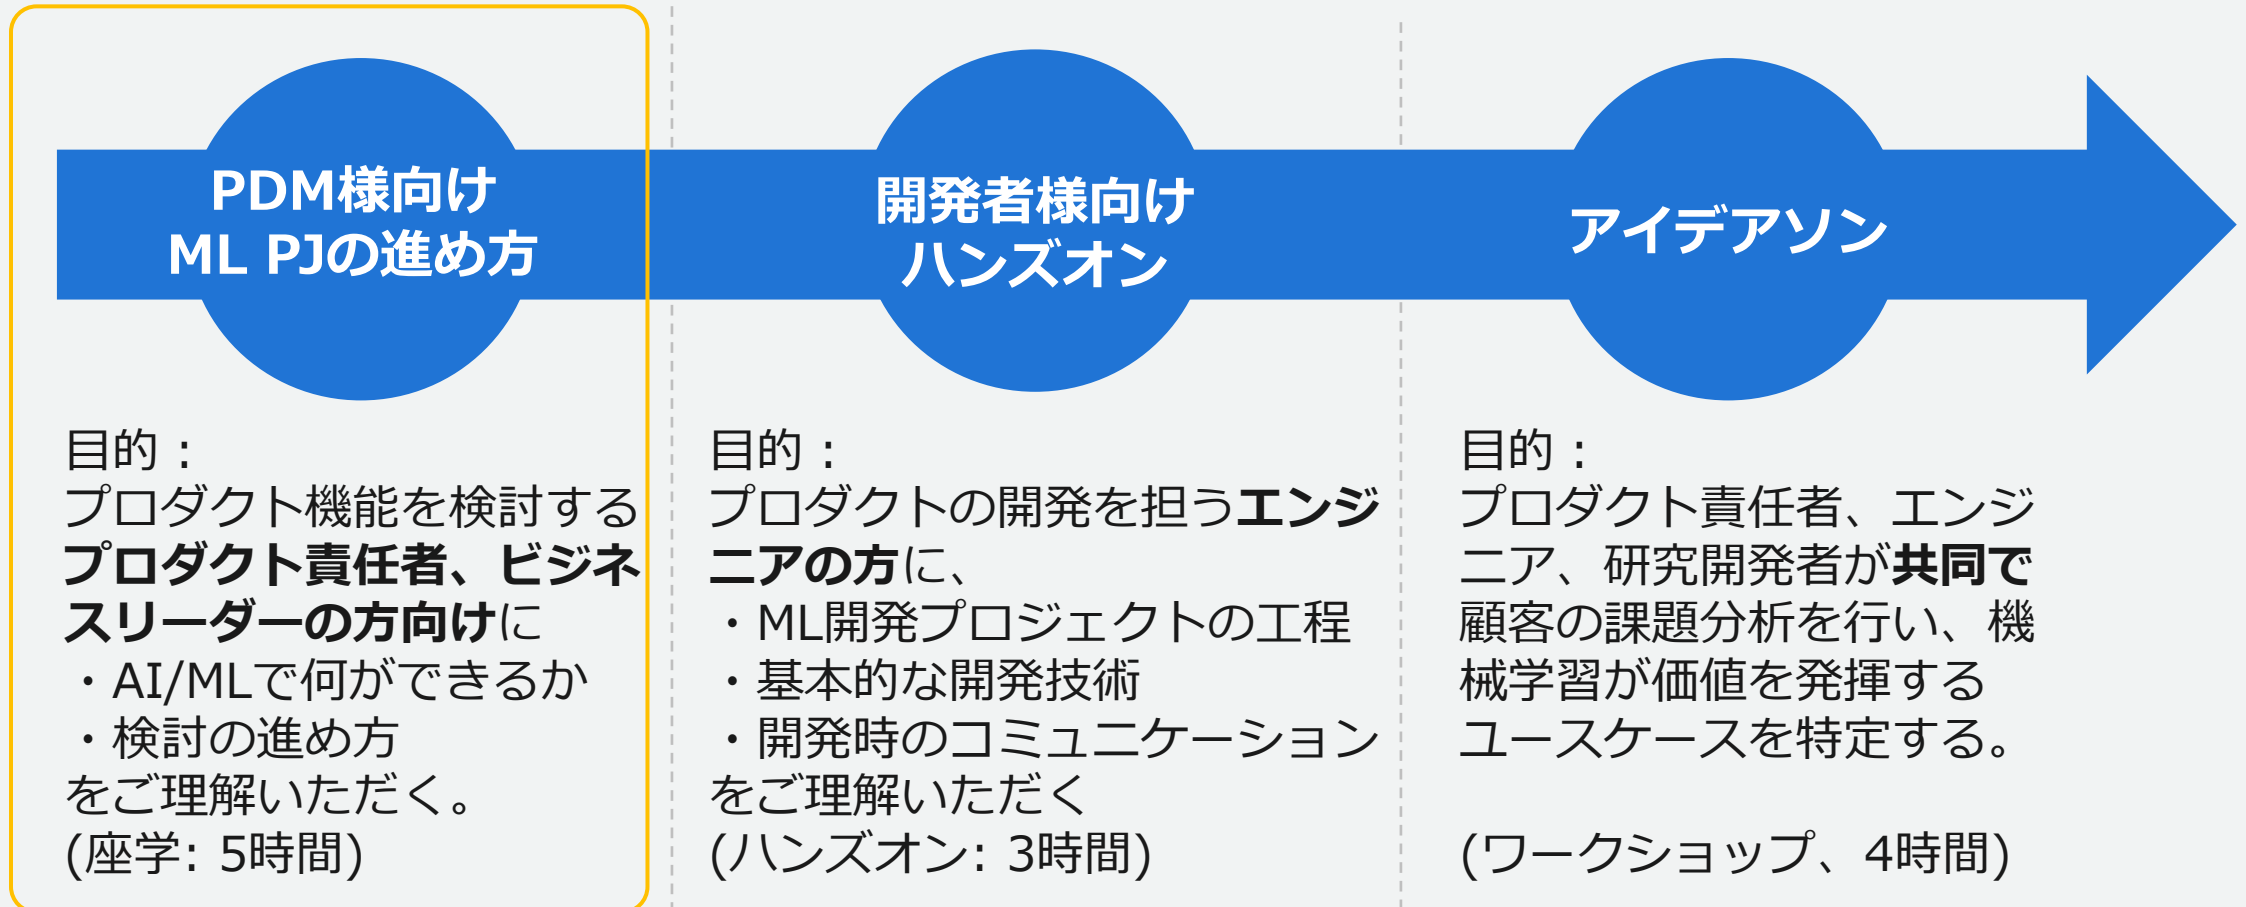 PDM様向け
ML PJの進め方
目的：
プロダクト機能を検討する
プロダクト責任者、ビジネ
スリーダーの方向けに
・AI/MLで何ができるか
・検討の進め方
をご理解いただく。
(座学: 5時間)
開発者様向け
ハンズオン
目的：
プロダクトの開発を担うエンジ
ニアの方に、
・ML開発プロジェクトの工程
・基本的な開発技術
・開発時のコミュニケーション
をご理解いただく
(ハンズオン: 3時間)
アイデアソン
目的：
プロダクト責任者、エンジ
ニア、研究開発者が共同で
顧客の課題分析を行い、機
械学習が価値を発揮する
ユースケースを特定する。
(ワークショップ、4時間)